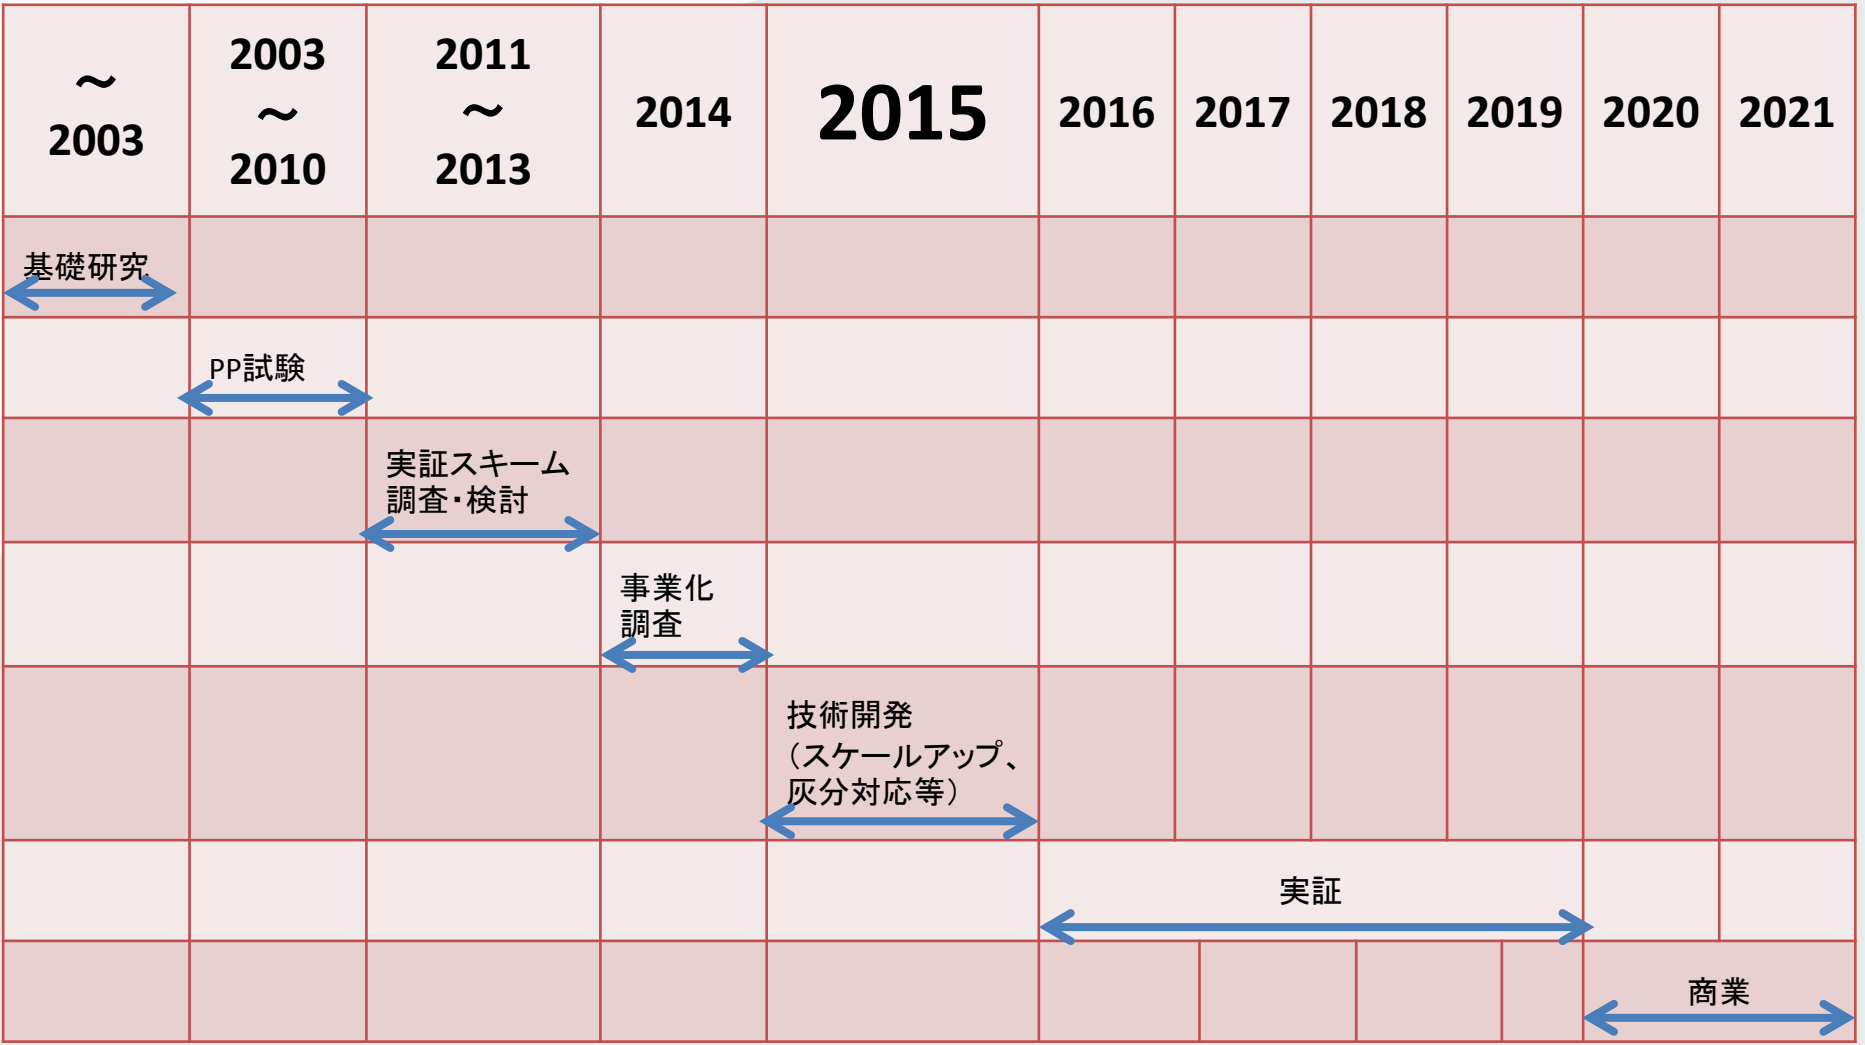 ～
2003
2003
～
2010
2011
～
2013
2014
2015
2016
2017
2018
2019
2020
2021
基礎研究
PP試験
実証スキーム
調査・検討
事業化
調査
技術開発
（スケールアップ、
灰分対応等）
実証
商業